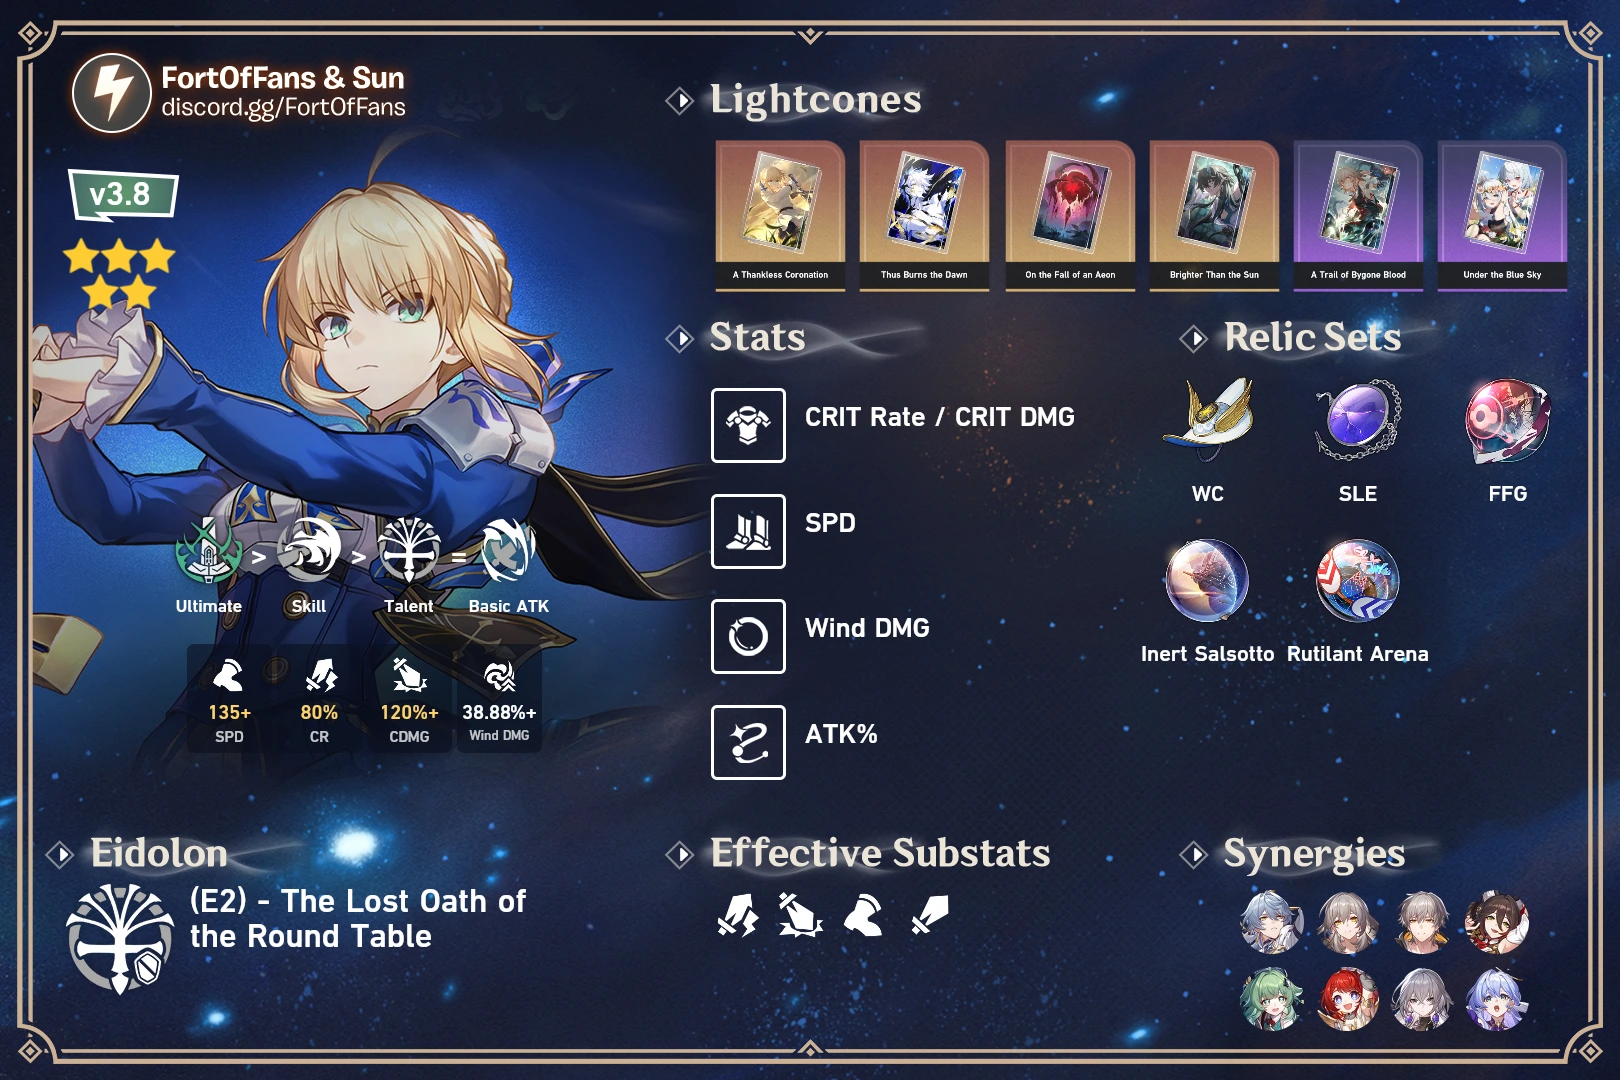 FortOfFans & Sun
discord.gg/FortOfFans
v3.8
Ultimate > Skill > Talent = Basic ATK
135+ 80% 120%+ 38.88%+
SPD CR CDMG Wind DMG
Lightcones
A Thankless Coronation
Thus Burns the Dawn
On the Fall of an Aeon
Brighter Than the Sun
A Trail of Bygone Blood
Under the Blue Sky
Stats
CRIT Rate / CRIT DMG
SPD
Wind DMG
ATK%
Relic Sets
WC SLE FFG
Inert Salsotto Rutilant Arena
Eidolon
(E2) - The Lost Oath of
the Round Table
Effective Substats
Synergies